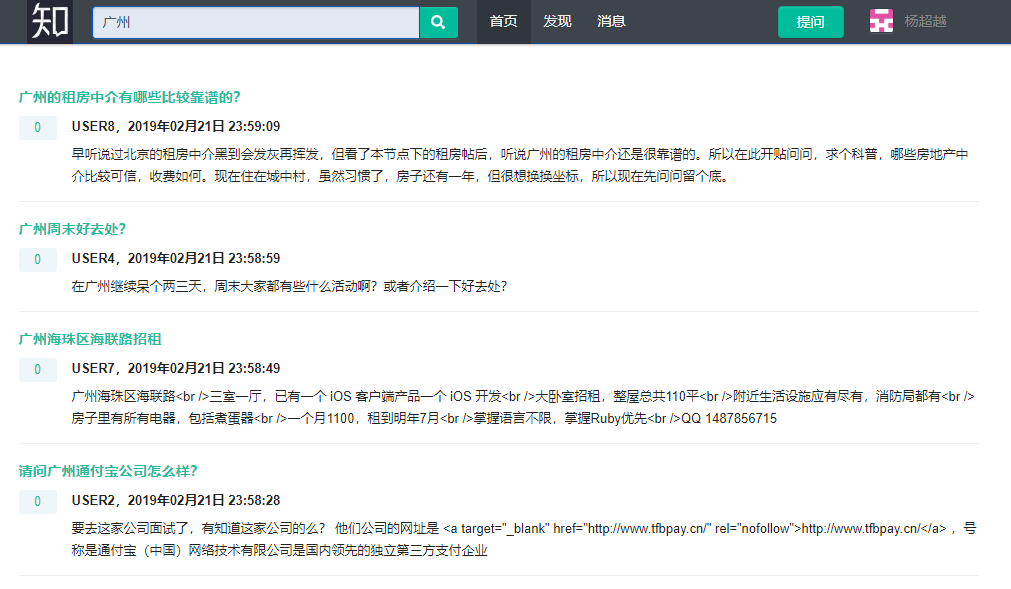 知 广州 首页 发现 消息 提问 杨超越
广州的租房中介有哪些比较靠谱的？
0 USER8，2019年02月21日 23:59:09
早听说过北京的租房中介黑到会发灰再挥发，但看了本节点下的租房帖后，听说广州的租房中介还是很靠谱的。所以在此开贴问问，求个科普，哪些房地产中
介比较可信，收费如何。现在住在城中村，虽然习惯了，房子还有一年，但很想换换坐标，所以现在先问问留个底。
广州周末好去处？
0 USER4，2019年02月21日 23:58:59
在广州继续呆个两三天，周末大家都有些什么活动啊？或者介绍一下好去处？
广州海珠区海联路招租
0 USER7，2019年02月21日 23:58:49
广州海珠区海联路<br />三室一厅，已有一个 iOS 客户端产品一个 iOS 开发<br />大卧室招租，整屋总共110平<br />附近生活设施应有尽有，消防局都有<br />
房子里有所有电器，包括煮蛋器<br />一个月1100，租到明年7月<br />掌握语言不限，掌握Ruby优先<br />QQ 1487856715
请问广州通付宝公司怎么样？
0 USER2，2019年02月21日 23:58:28
要去这家公司面试了，有知道这家公司的么？ 他们公司的网址是 <a target="_blank" href="http://www.tfbpay.cn/" rel="nofollow">http://www.tfbpay.cn/</a> ，号
称是通付宝（中国）网络技术有限公司是国内领先的独立第三方支付企业